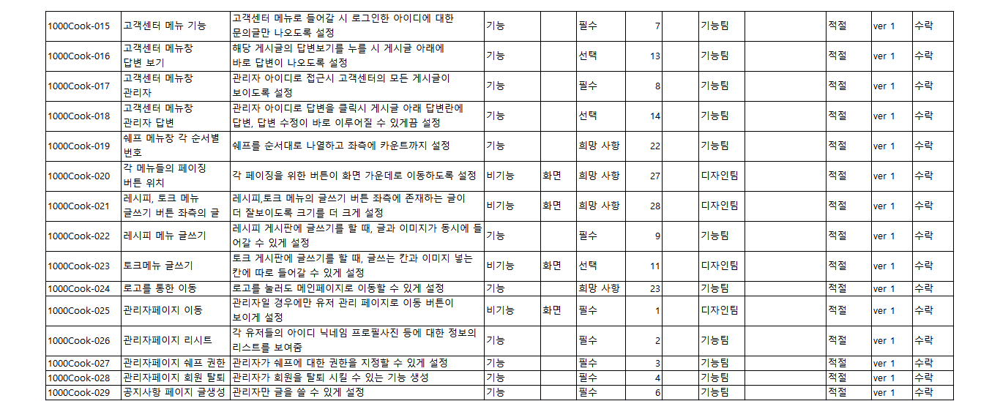 1000Cook-015 고객센터 메뉴 기능 고객센터 메뉴로 들어갈 시 로그인한 아이디에 대한 기능 필수 7 기능팀 적절 ver 1 수락
문의글만 나오도록 설정
1000Cook-016 고객센터 메뉴창 해당 게시글의 답변보기를 누를 시 게시글 아래에 기능 선택 13 기능팀 적절 ver 1 수락
답변 보기 바로 답변이 나오도록 설정
1000Cook-017 고객센터 메뉴창 관리자 아이디로 접근시 고객센터의 모든 게시글이 기능 필수 8 기능팀 적절 ver 1 수락
관리자 보이도록 설정
1000Cook-018 고객센터 메뉴창 관리자 아이디로 답변을 클릭시 게시글 아래 답변란에 기능 선택 14 기능팀 적절 ver 1 수락
관리자 답변 답변, 답변 수정이 바로 이루어질 수 있게끔 설정
1000Cook-019 쉐프 메뉴창 각 순서별 쉐프를 순서대로 나열하고 좌측에 카운트까지 설정 기능 희망 사항 22 기능팀 적절 ver 1 수락
번호
1000Cook-020 각 메뉴들의 페이징 각 페이징을 위한 버튼이 화면 가운데로 이동하도록 설정 비기능 화면 희망 사항 27 디자인팀 적절 ver 1 수락
버튼 위치
1000Cook-021 레시피, 토크 메뉴 레시피,토크 메뉴의 글쓰기 버튼 좌측에 존재하는 글이 비기능 화면 희망 사항 28 디자인팀 적절 ver 1 수락
글쓰기 버튼 좌측의 글 더 잘보이도록 크기를 더 크게 설정
1000Cook-022 레시피 메뉴 글쓰기 레시피 게시판에 글쓰기를 할 때, 글과 이미지가 동시에 들 기능 필수 9 기능팀 적절 ver 1 수락
어갈 수 있게 설정
1000Cook-023 토크메뉴 글쓰기 토크 게시판에 글쓰기를 할 때, 글쓰는 칸과 이미지 넣는 비기능 화면 선택 11 디자인팀 적절 ver 1 수락
칸에 따로 들어갈 수 있게 설정
1000Cook-024 로고를 통한 이동 로고를 눌러도 메인페이지로 이동할 수 있게 설정 기능 희망 사항 23 기능팀 적절 ver 1 수락
1000Cook-025 관리자페이지 이동 관리자일 경우에만 유저 관리 페이지로 이동 버튼이 비기능 화면 필수 1 디자인팀 적절 ver 1 수락
보이게 설정
1000Cook-026 관리자페이지 리시트 각 유저들의 아이디 닉네임 프로필사진 등에 대한 정보의 기능 필수 2 기능팀 적절 ver 1 수락
리스트를 보여줌
1000Cook-027 관리자페이지 쉐프 권한 관리자가 쉐프에 대한 권한을 지정할 수 있게 설정 기능 필수 3 기능팀 적절 ver 1 수락
1000Cook-028 관리자페이지 회원 탈퇴 관리자가 회원을 탈퇴 시킬 수 있는 기능 생성 기능 필수 4 기능팀 적절 ver 1 수락
1000Cook-029 공지사항 페이지 글생성 관리자만 글을 쓸 수 있게 설정 기능 필수 6 기능팀 적절 ver 1 수락